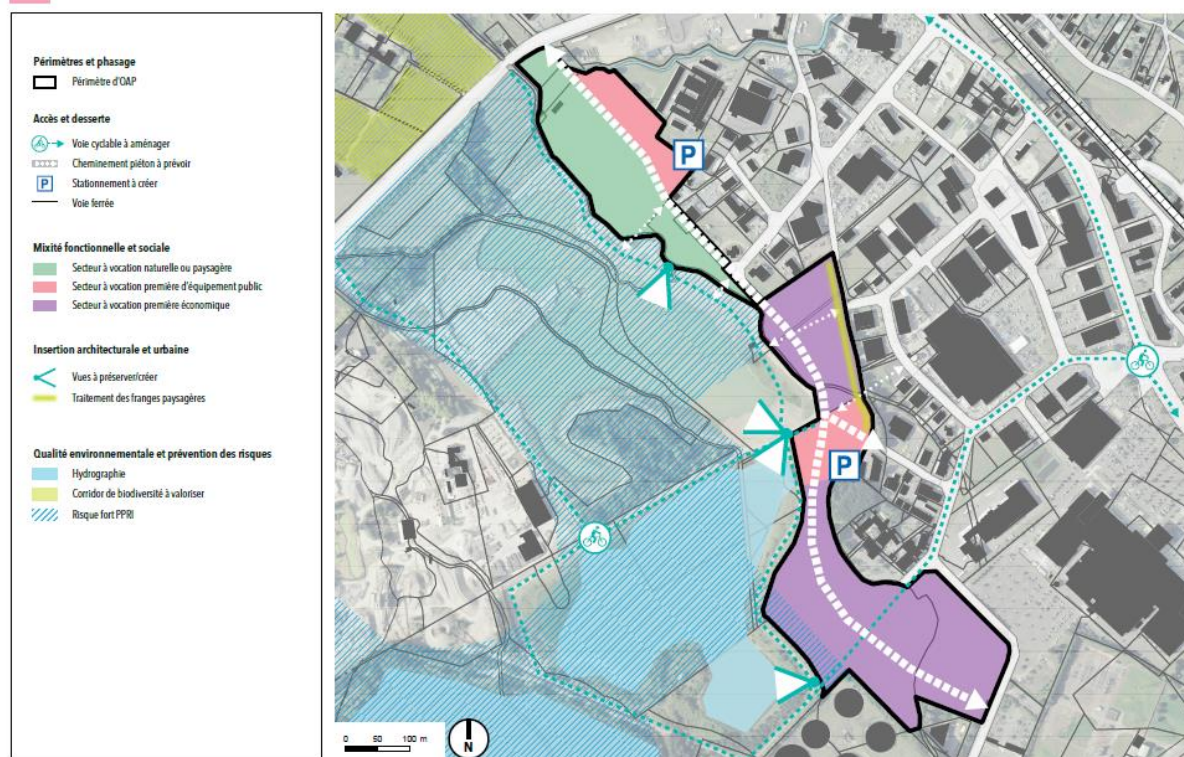 Périmètres et phasage
Périmètre d'OAP
Accès et desserte
Voie cyclable à aménager
Cheminement piéton à prévoir
P Stationnement à créer
Voie ferrée
Mixité fonctionnelle et sociale
Secteur à vocation naturelle ou paysagère
Secteur à vocation première d'équipement public
Secteur à vocation première économique
Insertion architecturale et urbaine
Vues à préserver/créer
Traitement des franges paysagères
Qualité environnementale et prévention des risques
Hydrographie
Corridor de biodiversité à valoriser
Risque fort PPRI
P
P
0 50 100 m
N